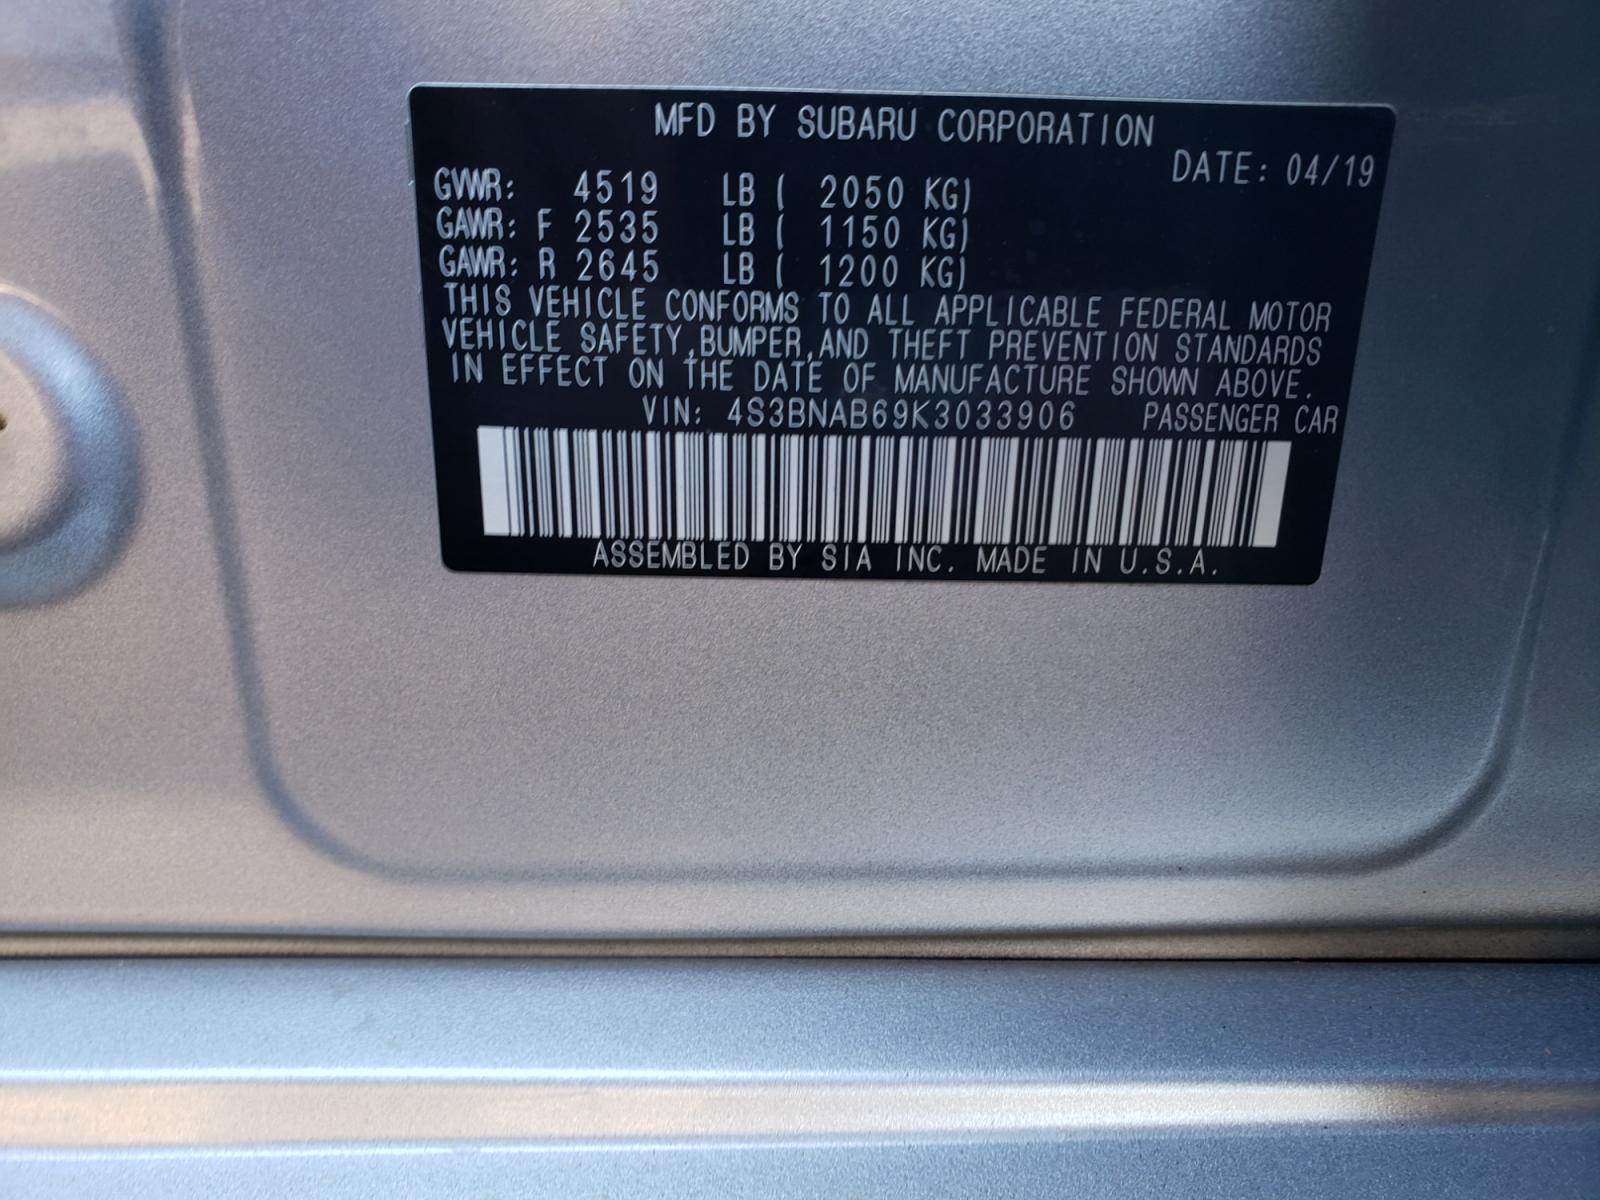 MFD BY SUBARU CORPORATION
DATE: 04/19
GVWR: 4519 LB ( 2050 KG)
GAWR: F 2535 LB ( 1150 KG)
GAWR: R 2645 LB ( 1200 KG)
THIS VEHICLE CONFORMS TO ALL APPLICABLE FEDERAL MOTOR
VEHICLE SAFETY,BUMPER,AND THEFT PREVENTION STANDARDS
IN EFFECT ON THE DATE OF MANUFACTURE SHOWN ABOVE.
VIN: 4S3BNAB69K3033906 PASSENGER CAR
ASSEMBLED BY SIA INC. MADE IN U.S.A.